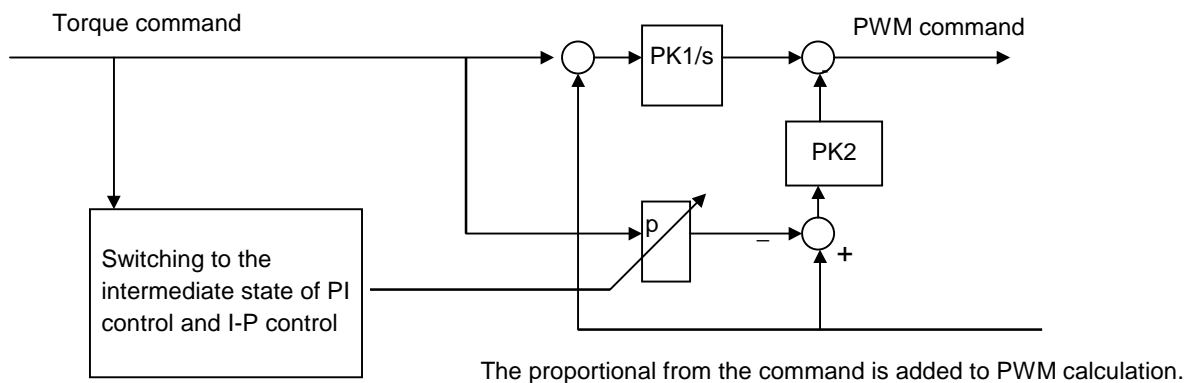 Torque command
PWM command
PK1/s
-
PK2
p
–
+
Switching to the
intermediate state of PI
control and I-P control
The proportional from the command is added to PWM calculation.